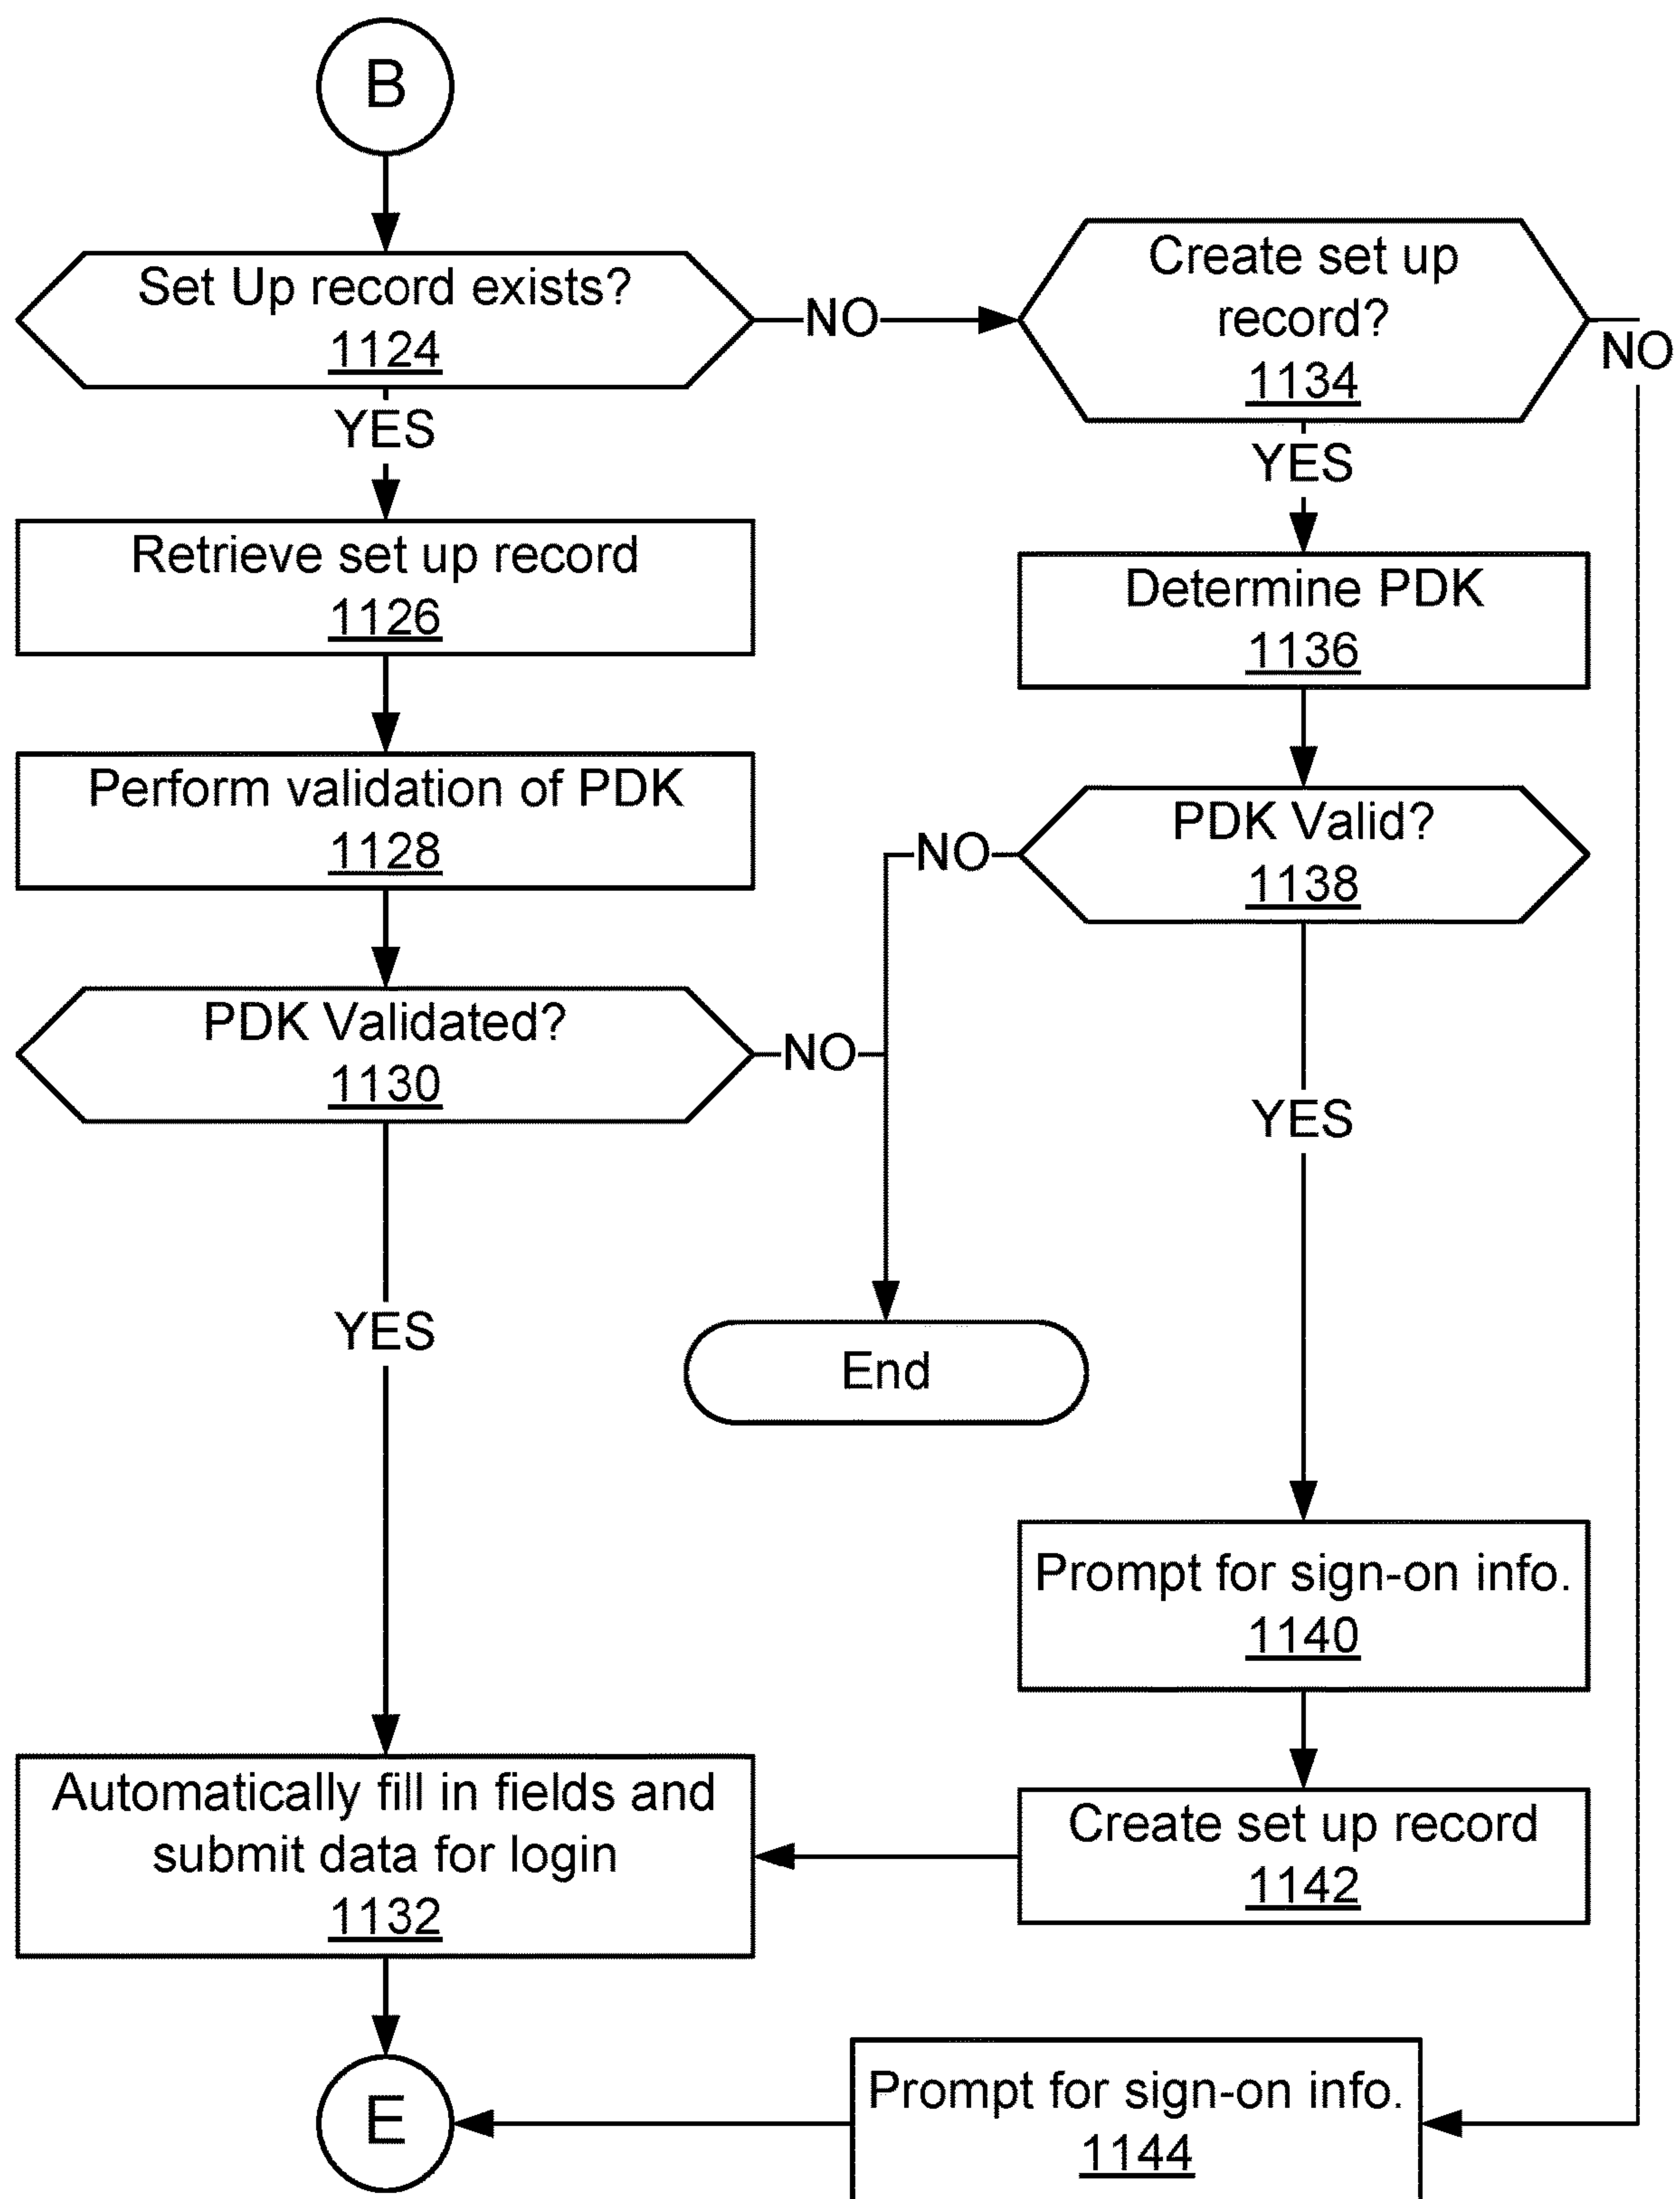 B
Set Up record exists?
1124
NO
Create set up
record?
1134
NO
YES
YES
Retrieve set up record
1126
Determine PDK
1136
Perform validation of PDK
1128
PDK Valid?
1138
NO
PDK Validated?
1130
NO
YES
YES
End
Prompt for sign-on info.
1140
Automatically fill in fields and
submit data for login
1132
Create set up record
1142
E
Prompt for sign-on info.
1144